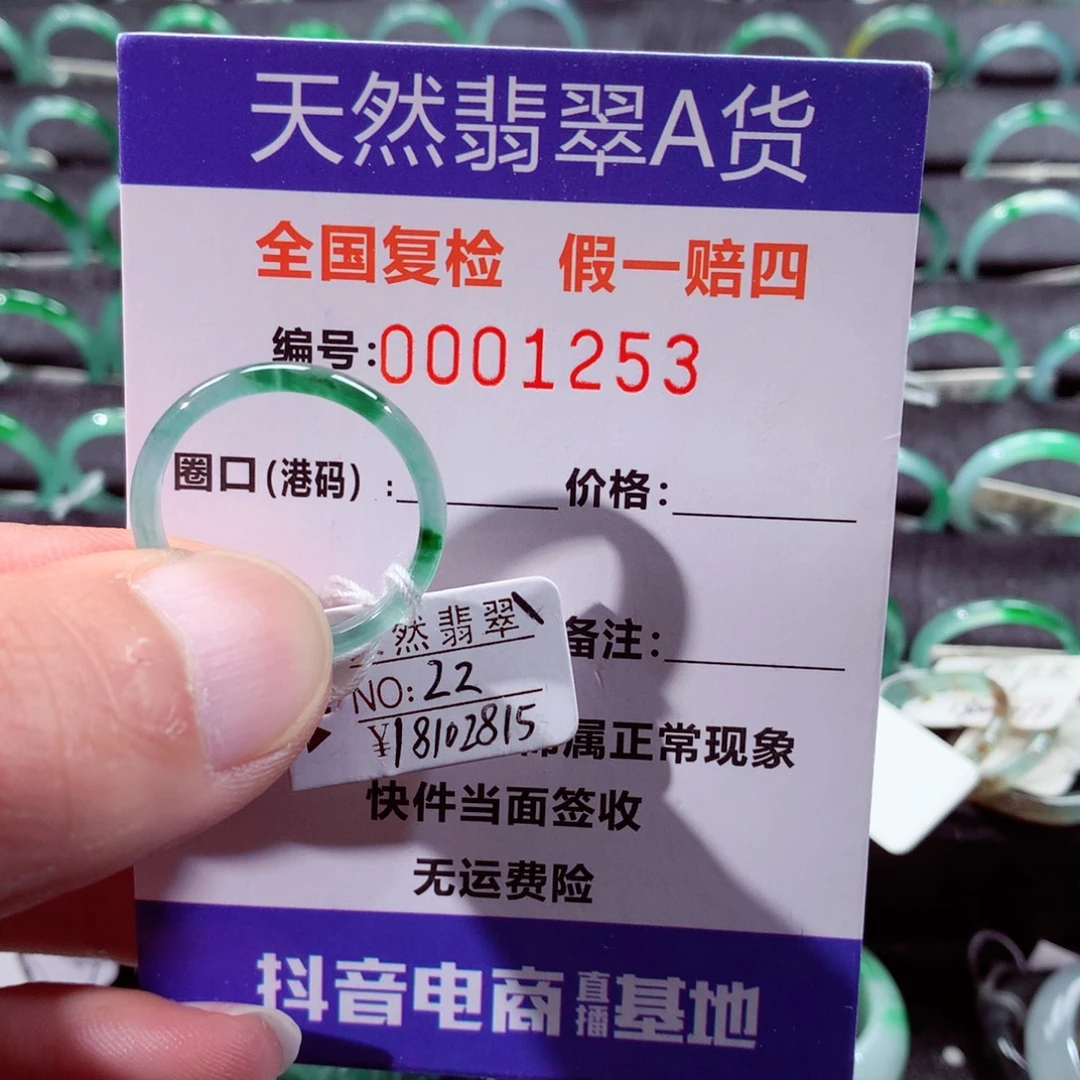 天然翡翠A货
全国复检 假一赔四
编号:0001253
圈口(港码):
价格:
然翡翠
NO:22
¥18102815
备注:
属正常现象
快件当面签收
无运费险
抖音电商直播基地